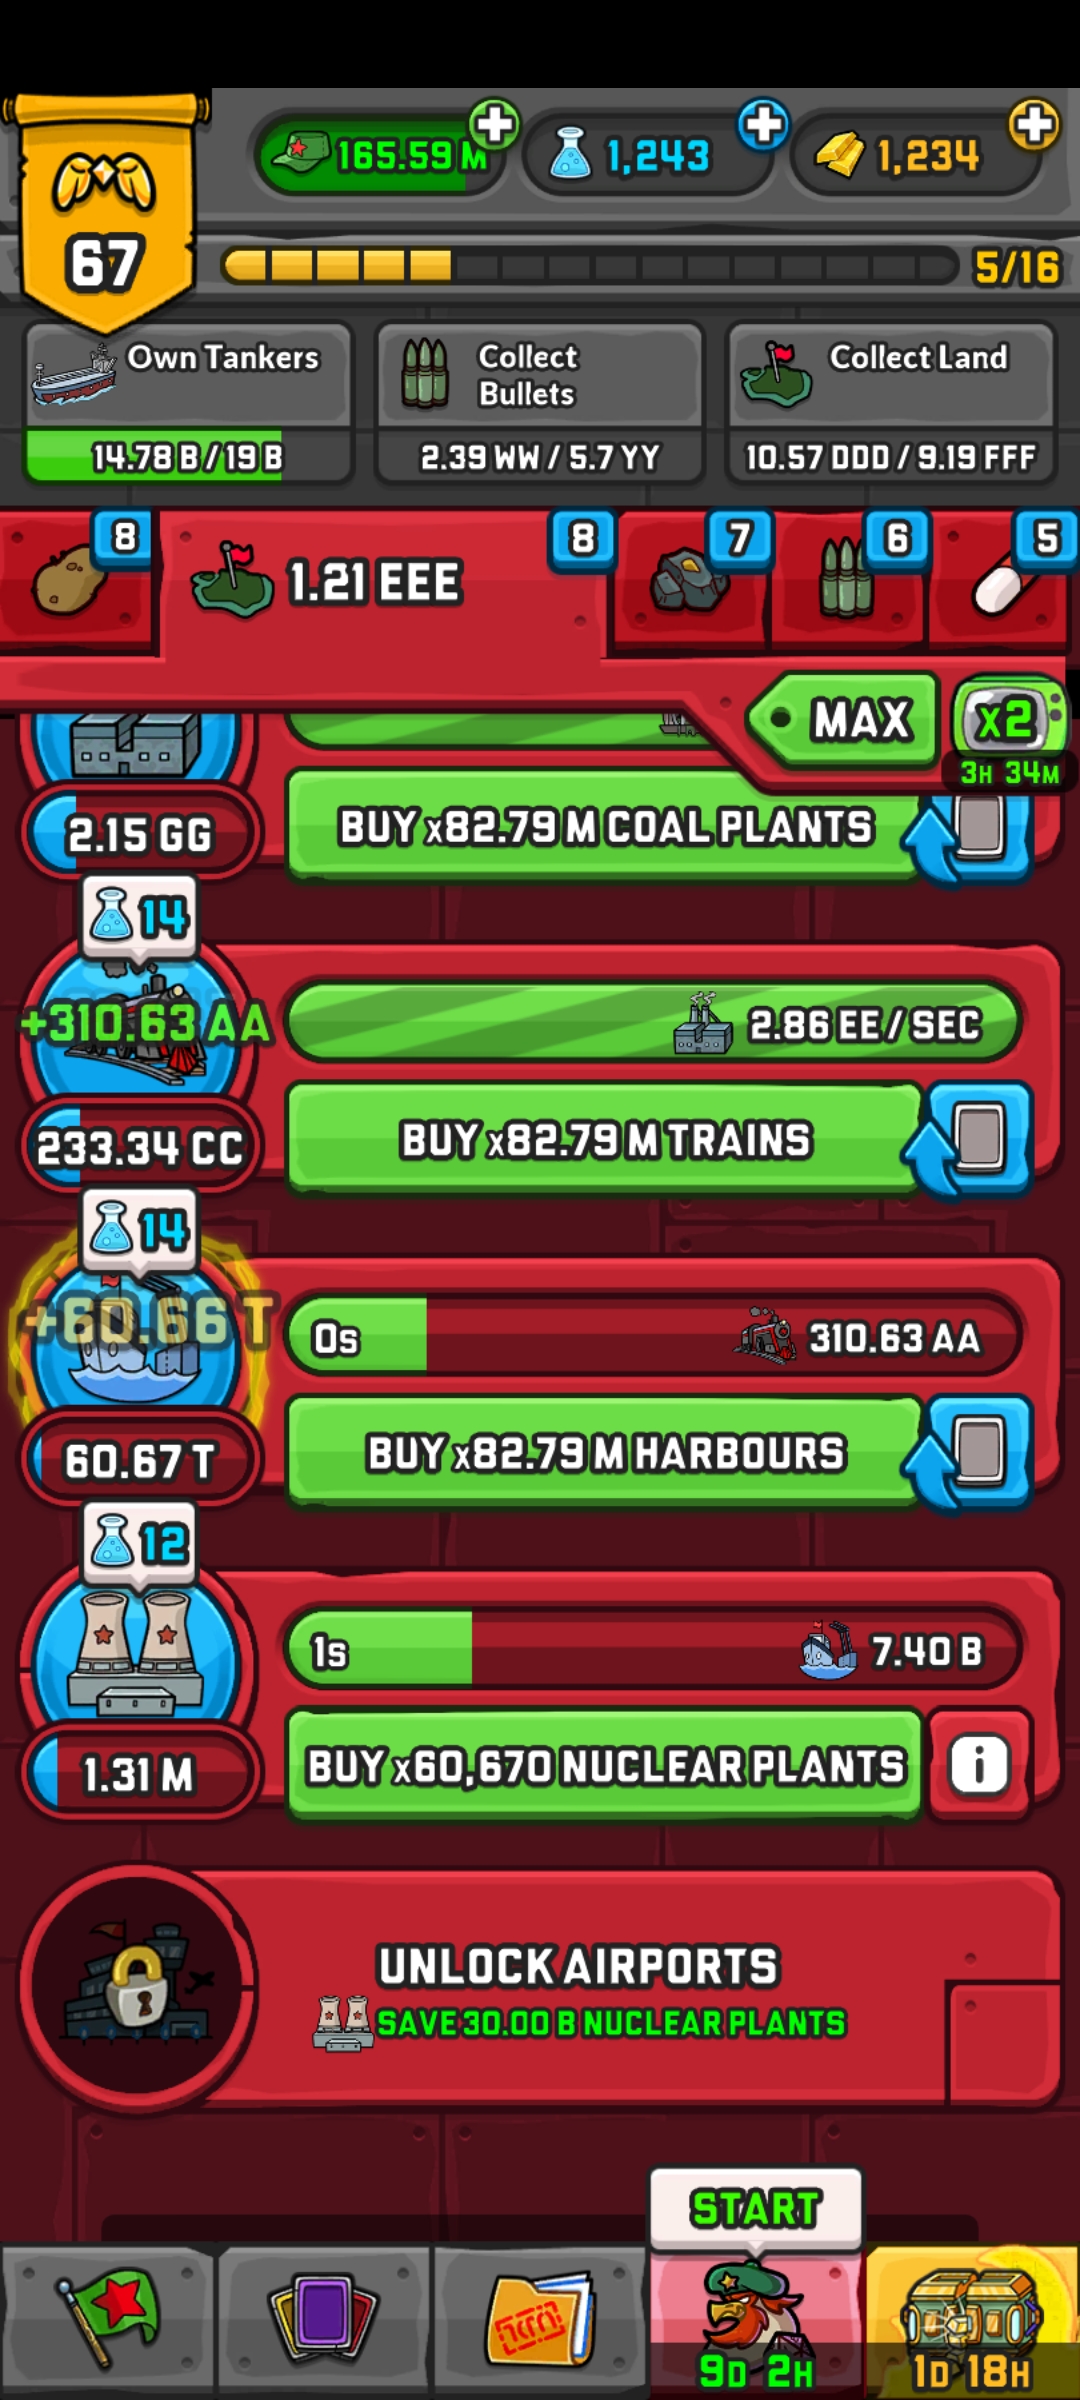 165.59 M
1,243
1,234
67
5/16
Own Tankers
14.78 B / 19 B
Collect
Bullets
2.39 WW / 5.7 YY
Collect Land
10.57 DDD / 9.19 FFF
8
1.21 EEE
8
7
6
5
MAX
x2
3H 34M
2.15 GG
BUY x82.79 M COAL PLANTS
14
+310.63 AA
2.86 EE / SEC
233.34 CC
BUY x82.79 M TRAINS
14
+60.66 T
0s
310.63 AA
60.67 T
BUY x82.79 M HARBOURS
12
1s
7.40 B
1.31 M
BUY x60,670 NUCLEAR PLANTS
i
UNLOCK AIRPORTS
SAVE 30.00 B NUCLEAR PLANTS
START
9D 2H
1D 18H